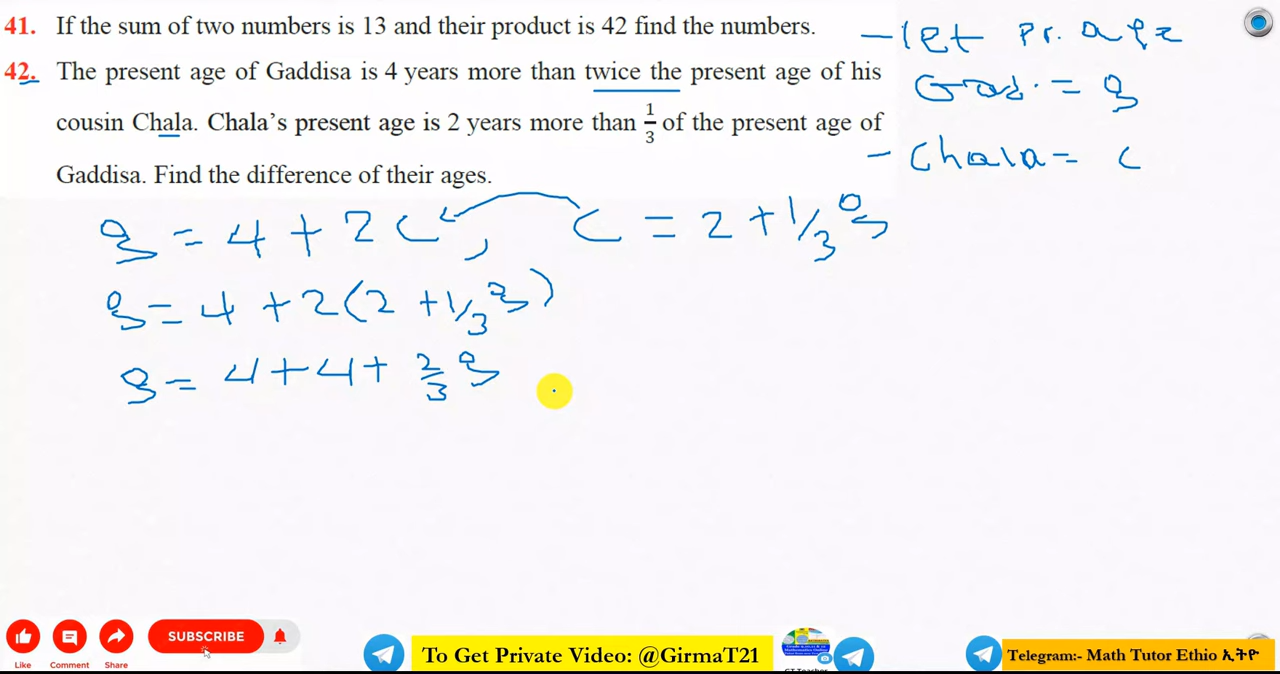 41. If the sum of two numbers is 13 and their product is 42 find the numbers.
42. The present age of Gaddisa is 4 years more than twice the present age of his
cousin Chala. Chala's present age is 2 years more than 1/3 of the present age of
Gaddisa. Find the difference of their ages.
- let Pr. age
Gad. = g
- Chala = C
g = 4 + 2C, C = 2 + 1/3 g
g = 4 + 2(2 + 1/3 g)
g = 4 + 4 + 2/3 g
Like
Comment
Share
SUBSCRIBE
To Get Private Video: @GirmaT21
Telegram:- Math Tutor Ethio ኢትዮ